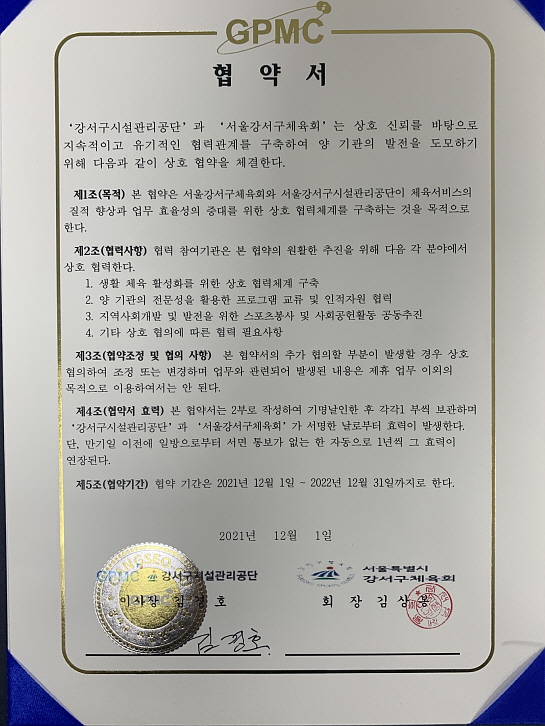 GPMC
협 약 서
'강서구시설관리공단' 과 '서울강서구체육회' 는 상호 신뢰를 바탕으로
지속적이고 유기적인 협력관계를 구축하여 양 기관의 발전을 도모하기
위해 다음과 같이 상호 협약을 체결한다.
제1조(목적) 본 협약은 서울강서구체육회와 서울강서구시설관리공단이 체육서비스의
질적 향상과 업무 효율성의 증대를 위한 상호 협력체계를 구축하는 것을 목적으로
한다.
제2조(협력사항) 협력 참여기관은 본 협약의 원활한 추진을 위해 다음 각 분야에서
상호 협력한다.
1. 생활 체육 활성화를 위한 상호 협력체계 구축
2. 양 기관의 전문성을 활용한 프로그램 교류 및 인적자원 협력
3. 지역사회개발 및 발전을 위한 스포츠봉사 및 사회공헌활동 공동추진
4. 기타 상호 협의에 따른 협력 필요사항
제3조(협약조정 및 협의 사항) 본 협약서의 추가 협의할 부분이 발생할 경우 상호
협의하여 조정 또는 변경하며 업무와 관련되어 발생된 내용은 제휴 업무 이외의
목적으로 이용하여서는 안 된다.
제4조(협약서 효력) 본 협약서는 2부로 작성하여 기명날인한 후 각각1 부씩 보관하며
'강서구시설관리공단' 과 '서울강서구체육회' 가 서명한 날로부터 효력이 발생한다.
단, 만기일 이전에 일방으로부터 서면 통보가 없는 한 자동으로 1년씩 그 효력이
연장된다.
제5조(협약기간) 협약 기간은 2021년 12월 1일 ~ 2022년 12월 31일까지로 한다.
2021년 12월 1일
GPMC 강서구시설관리공단
이사장 김경호
김경호
서울특별시
강서구체육회
회 장 김상봉